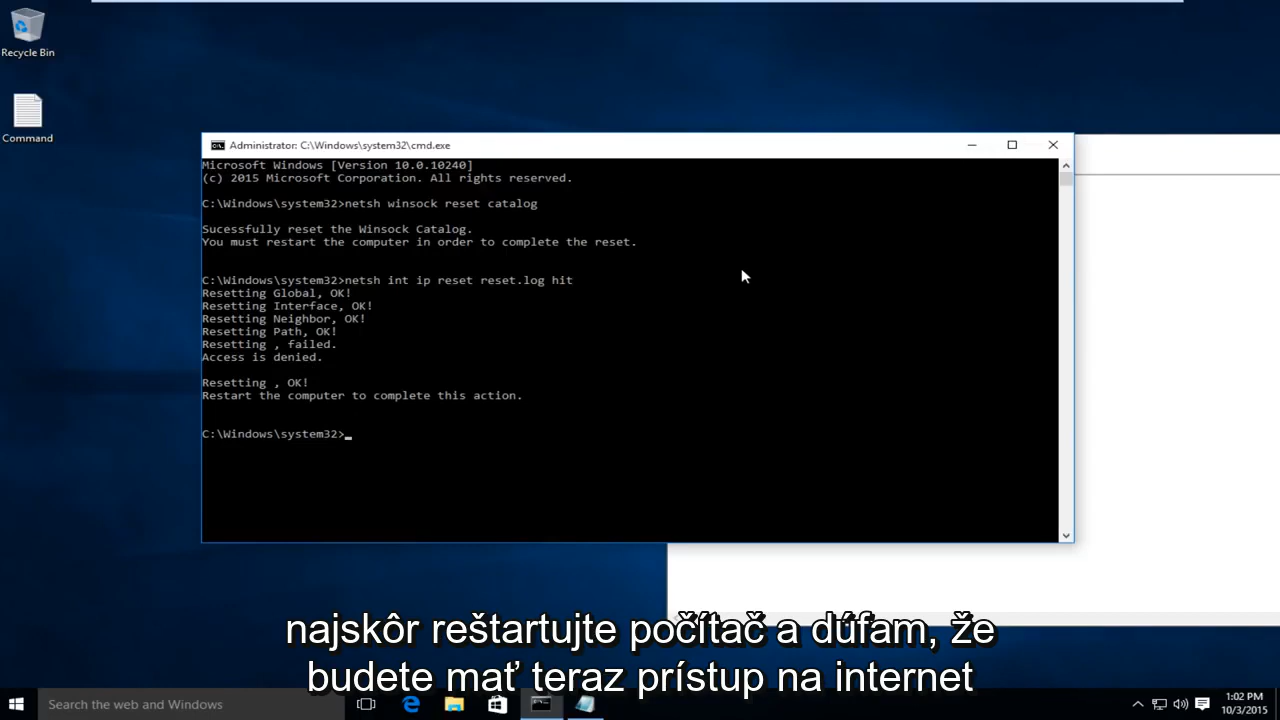 Recycle Bin
Command
Administrator: C:\Windows\system32\cmd.exe
Microsoft Windows [Version 10.0.10240]
(c) 2015 Microsoft Corporation. All rights reserved.
C:\Windows\system32>netsh winsock reset catalog
Sucessfully reset the Winsock Catalog.
You must restart the computer in order to complete the reset.
C:\Windows\system32>netsh int ip reset reset.log hit
Resetting Global, OK!
Resetting Interface, OK!
Resetting Neighbor, OK!
Resetting Path, OK!
Resetting , failed.
Access is denied.
Resetting , OK!
Restart the computer to complete this action.
C:\Windows\system32>_
najskôr reštartujte počítač a dúfam, že
budete mať teraz prístup na internet
Search the web and Windows
1:02 PM
10/3/2015